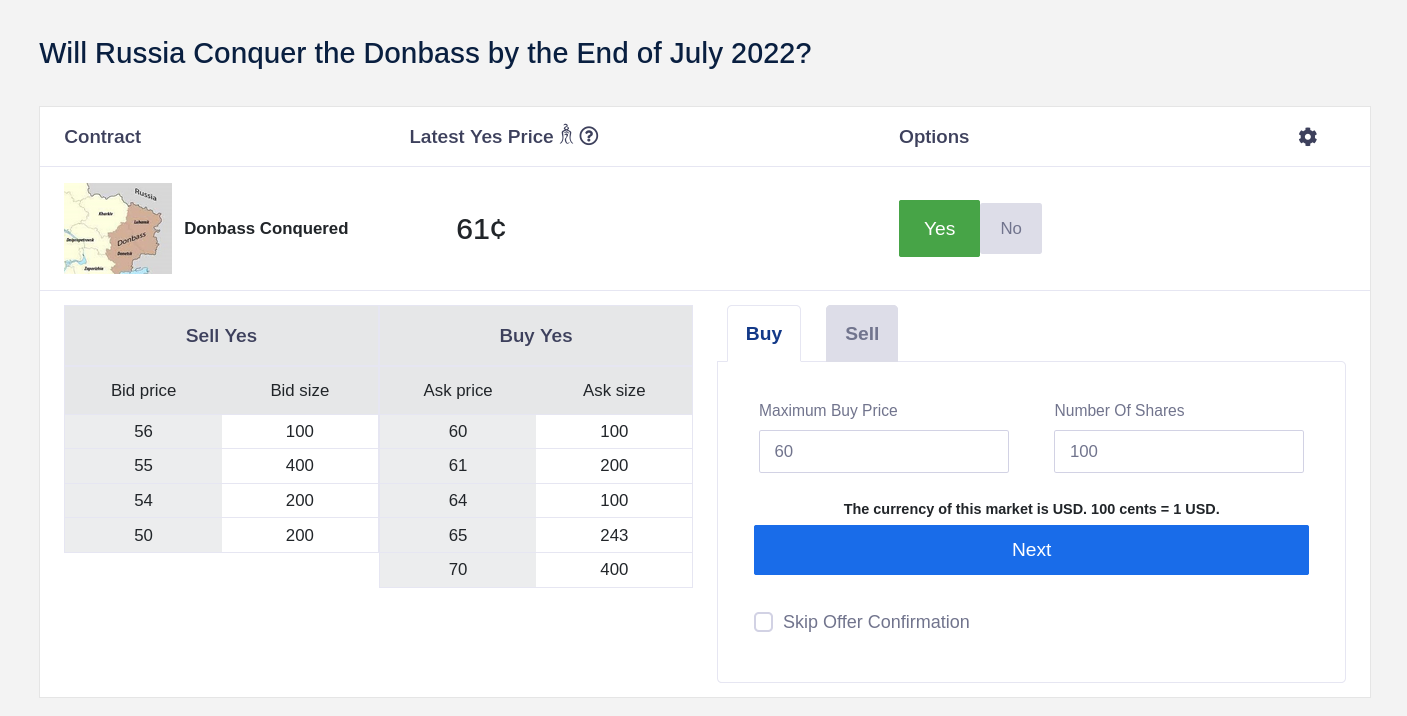 Will Russia Conquer the Donbass by the End of July 2022?
Contract Latest Yes Price Options
Russia
Kharkiv
Luhansk
Dnipropetrovsk
Donbass
Donetsk
Zaporizhia
Donbass Conquered 61¢ Yes No
Sell Yes Buy Yes
Bid price Bid size Ask price Ask size
56 100 60 100
55 400 61 200
54 200 64 100
50 200 65 243
70 400
Buy Sell
Maximum Buy Price Number Of Shares
60 100
The currency of this market is USD. 100 cents = 1 USD.
Next
Skip Offer Confirmation